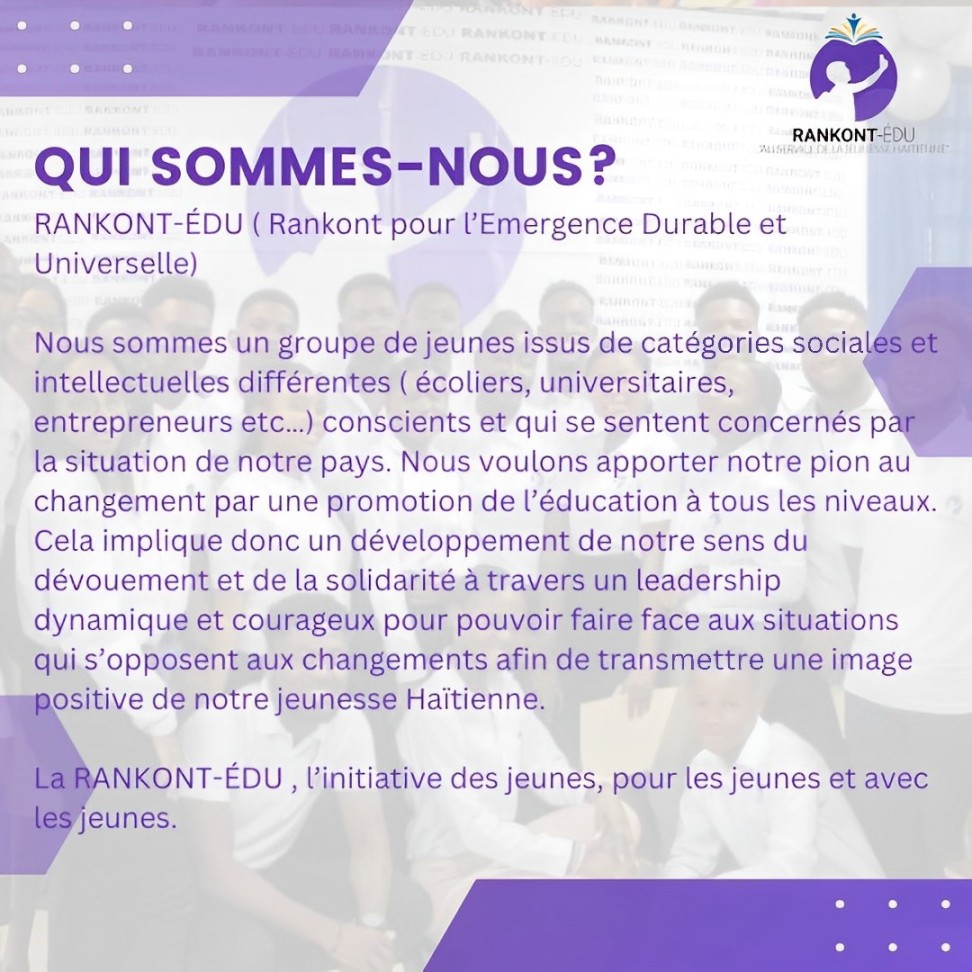 RANKONT-ÉDU
"AU SERVICE DE LA JEUNESSE HAITIENNE"
QUI SOMMES-NOUS?
RANKONT-ÉDU ( Rankont pour l'Emergence Durable et
Universelle)
Nous sommes un groupe de jeunes issus de catégories sociales et
intellectuelles différentes ( écoliers, universitaires,
entrepreneurs etc...) conscients et qui se sentent concernés par
la situation de notre pays. Nous voulons apporter notre pion au
changement par une promotion de l'éducation à tous les niveaux.
Cela implique donc un développement de notre sens du
dévouement et de la solidarité à travers un leadership
dynamique et courageux pour pouvoir faire face aux situations
qui s'opposent aux changements afin de transmettre une image
positive de notre jeunesse Haïtienne.
La RANKONT-ÉDU , l'initiative des jeunes, pour les jeunes et avec
les jeunes.